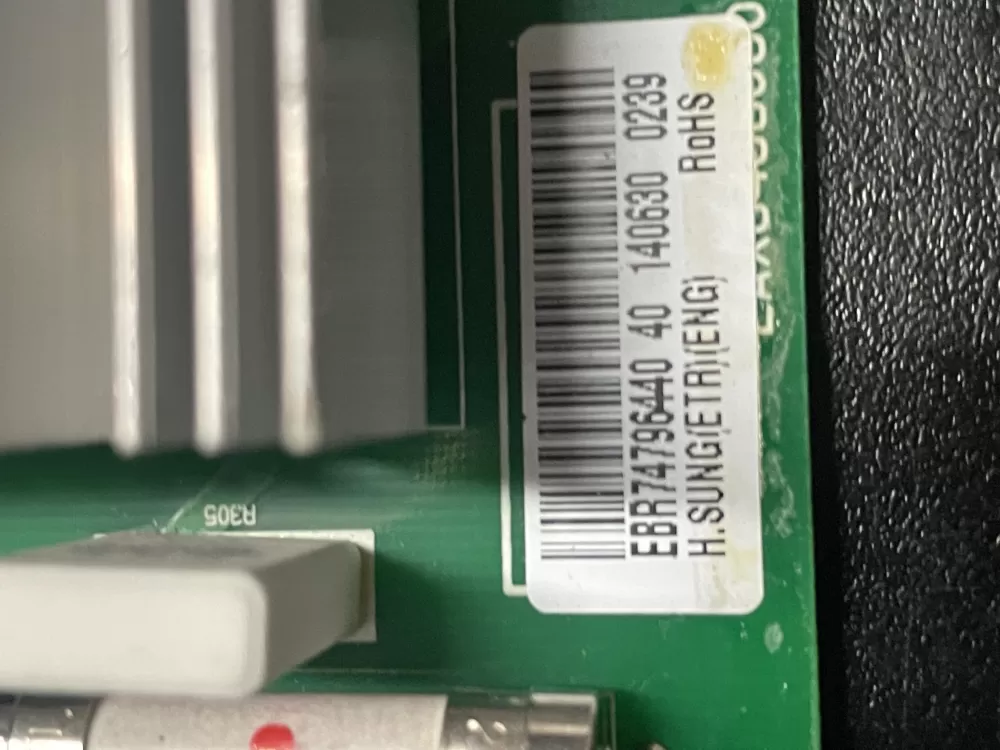 EBR74796440 40 140630 0239
H.SUNG(ETR)(ENG) RoHS
R305